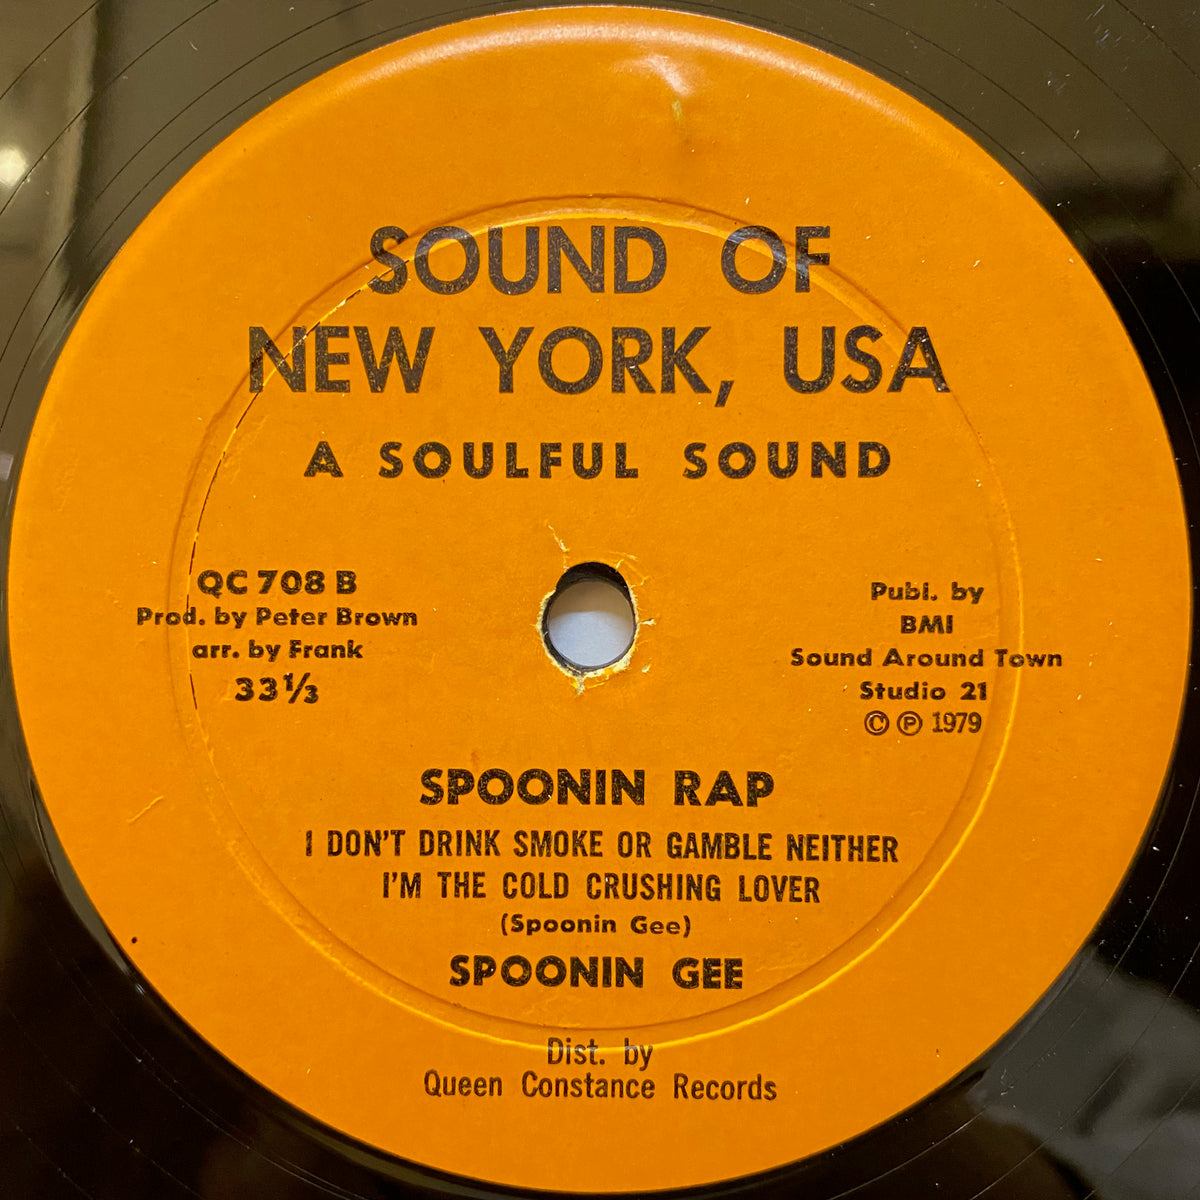 SOUND OF
NEW YORK, USA
A SOULFUL SOUND
QC 708 B
Prod. by Peter Brown
arr. by Frank
33 1/3
Publ. by
BMI
Sound Around Town
Studio 21
© ℗ 1979
SPOONIN RAP
I DON'T DRINK SMOKE OR GAMBLE NEITHER
I'M THE COLD CRUSHING LOVER
(Spoonin Gee)
SPOONIN GEE
Dist. by
Queen Constance Records